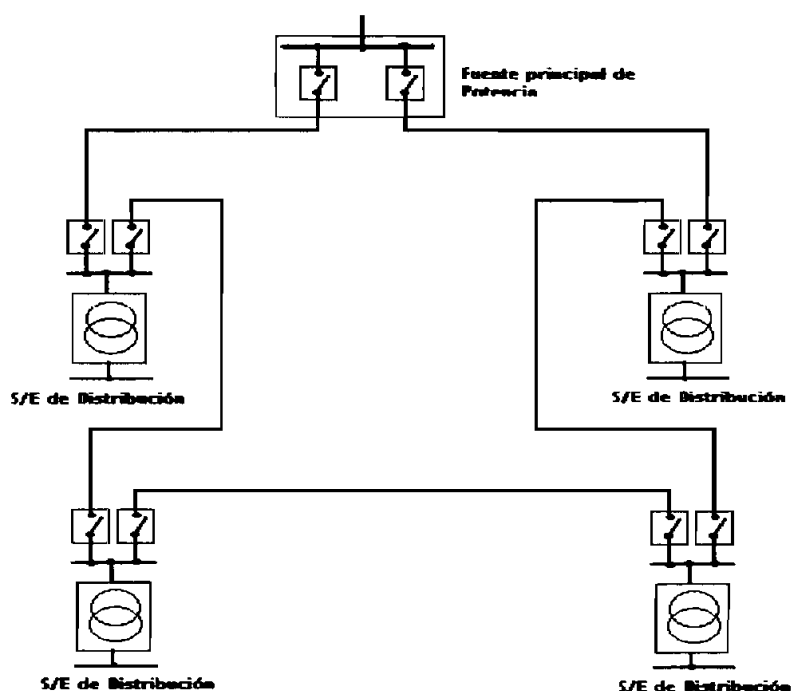 Fuente principal de
Potencia
S/E de Distribución
S/E de Distribución
S/E de Distribución
S/E de Distribución